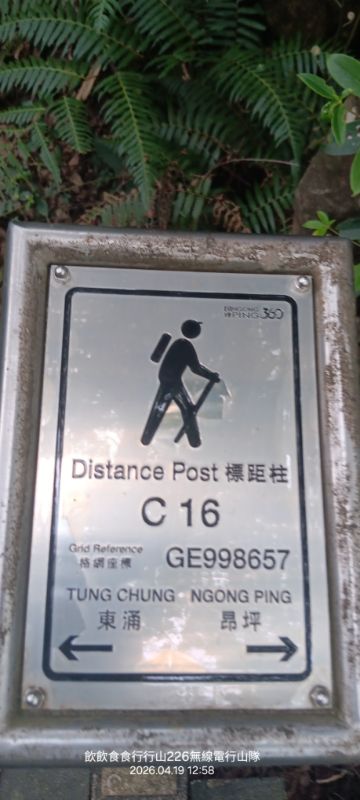 NGONG PING 360
Distance Post 標距柱
C 16
Grid Reference
格網座標
GE998657
TUNG CHUNG NGONG PING
東涌 昂坪
飲飲食食行行山226無線電行山隊
2026.04.19 12:58